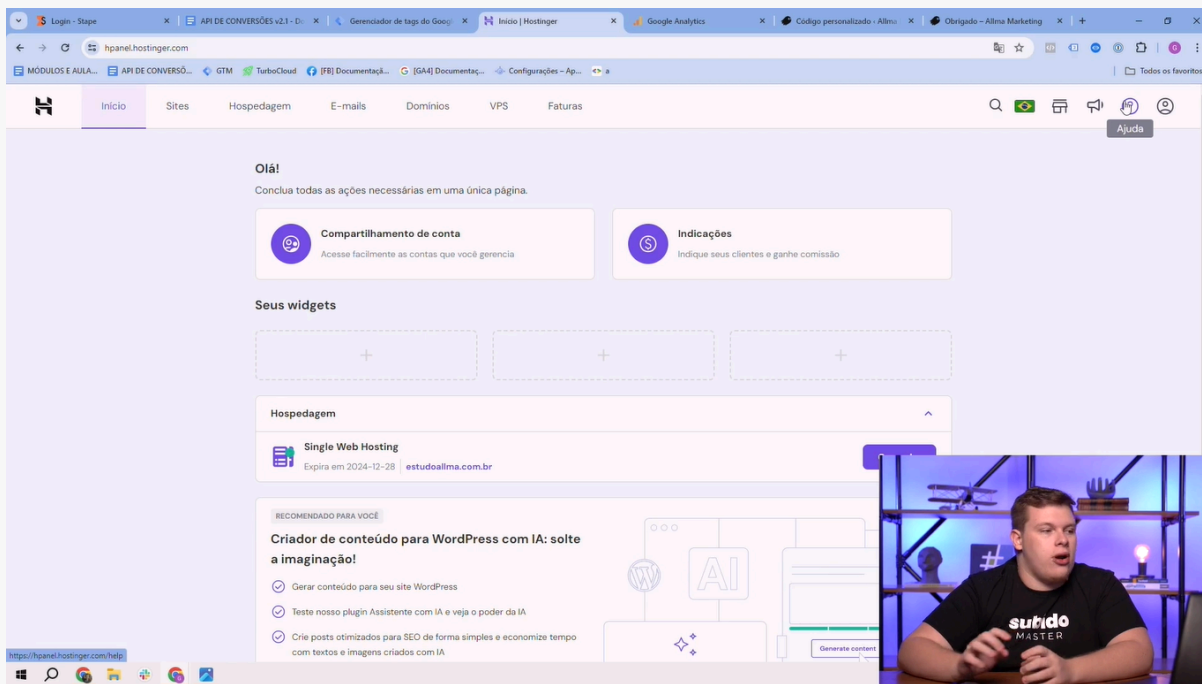 Login - Stape
API DE CONVERSÕES v2.1 - Do
Gerenciador de tags do Goog
Início | Hostinger
Google Analytics
Código personalizado ‹ Allma
Obrigado – Allma Marketing
hpanel.hostinger.com
MÓDULOS E AULA...
API DE CONVERSÕ...
GTM
TurboCloud
[FB] Documentaçã...
[GA4] Documentaç...
Configurações – Ap...
a
Todos os favoritos
Início
Sites
Hospedagem
E-mails
Domínios
VPS
Faturas
Ajuda
Olá!
Conclua todas as ações necessárias em uma única página.
Compartilhamento de conta
Acesse facilmente as contas que você gerencia
Indicações
Indique seus clientes e ganhe comissão
Seus widgets
Hospedagem
Single Web Hosting
Expira em 2024-12-28
estudoallma.com.br
RECOMENDADO PARA VOCÊ
Criador de conteúdo para WordPress com IA: solte
a imaginação!
Gerar conteúdo para seu site WordPress
Teste nosso plugin Assistente com IA e veja o poder da IA
Crie posts otimizados para SEO de forma simples e economize tempo
com textos e imagens criados com IA
AI
Generate content
https://hpanel.hostinger.com/help
#
subido
MASTER